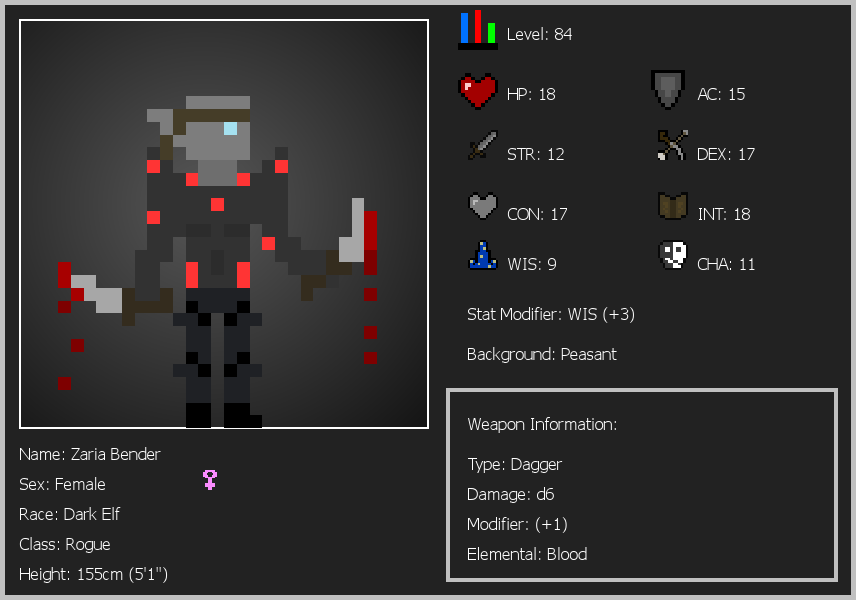 Level: 84
HP: 18
AC: 15
STR: 12
DEX: 17
CON: 17
INT: 18
WIS: 9
CHA: 11
Stat Modifier: WIS (+3)
Background: Peasant
Name: Zaria Bender
Sex: Female
Race: Dark Elf
Class: Rogue
Height: 155cm (5'1")
Weapon Information:
Type: Dagger
Damage: d6
Modifier: (+1)
Elemental: Blood